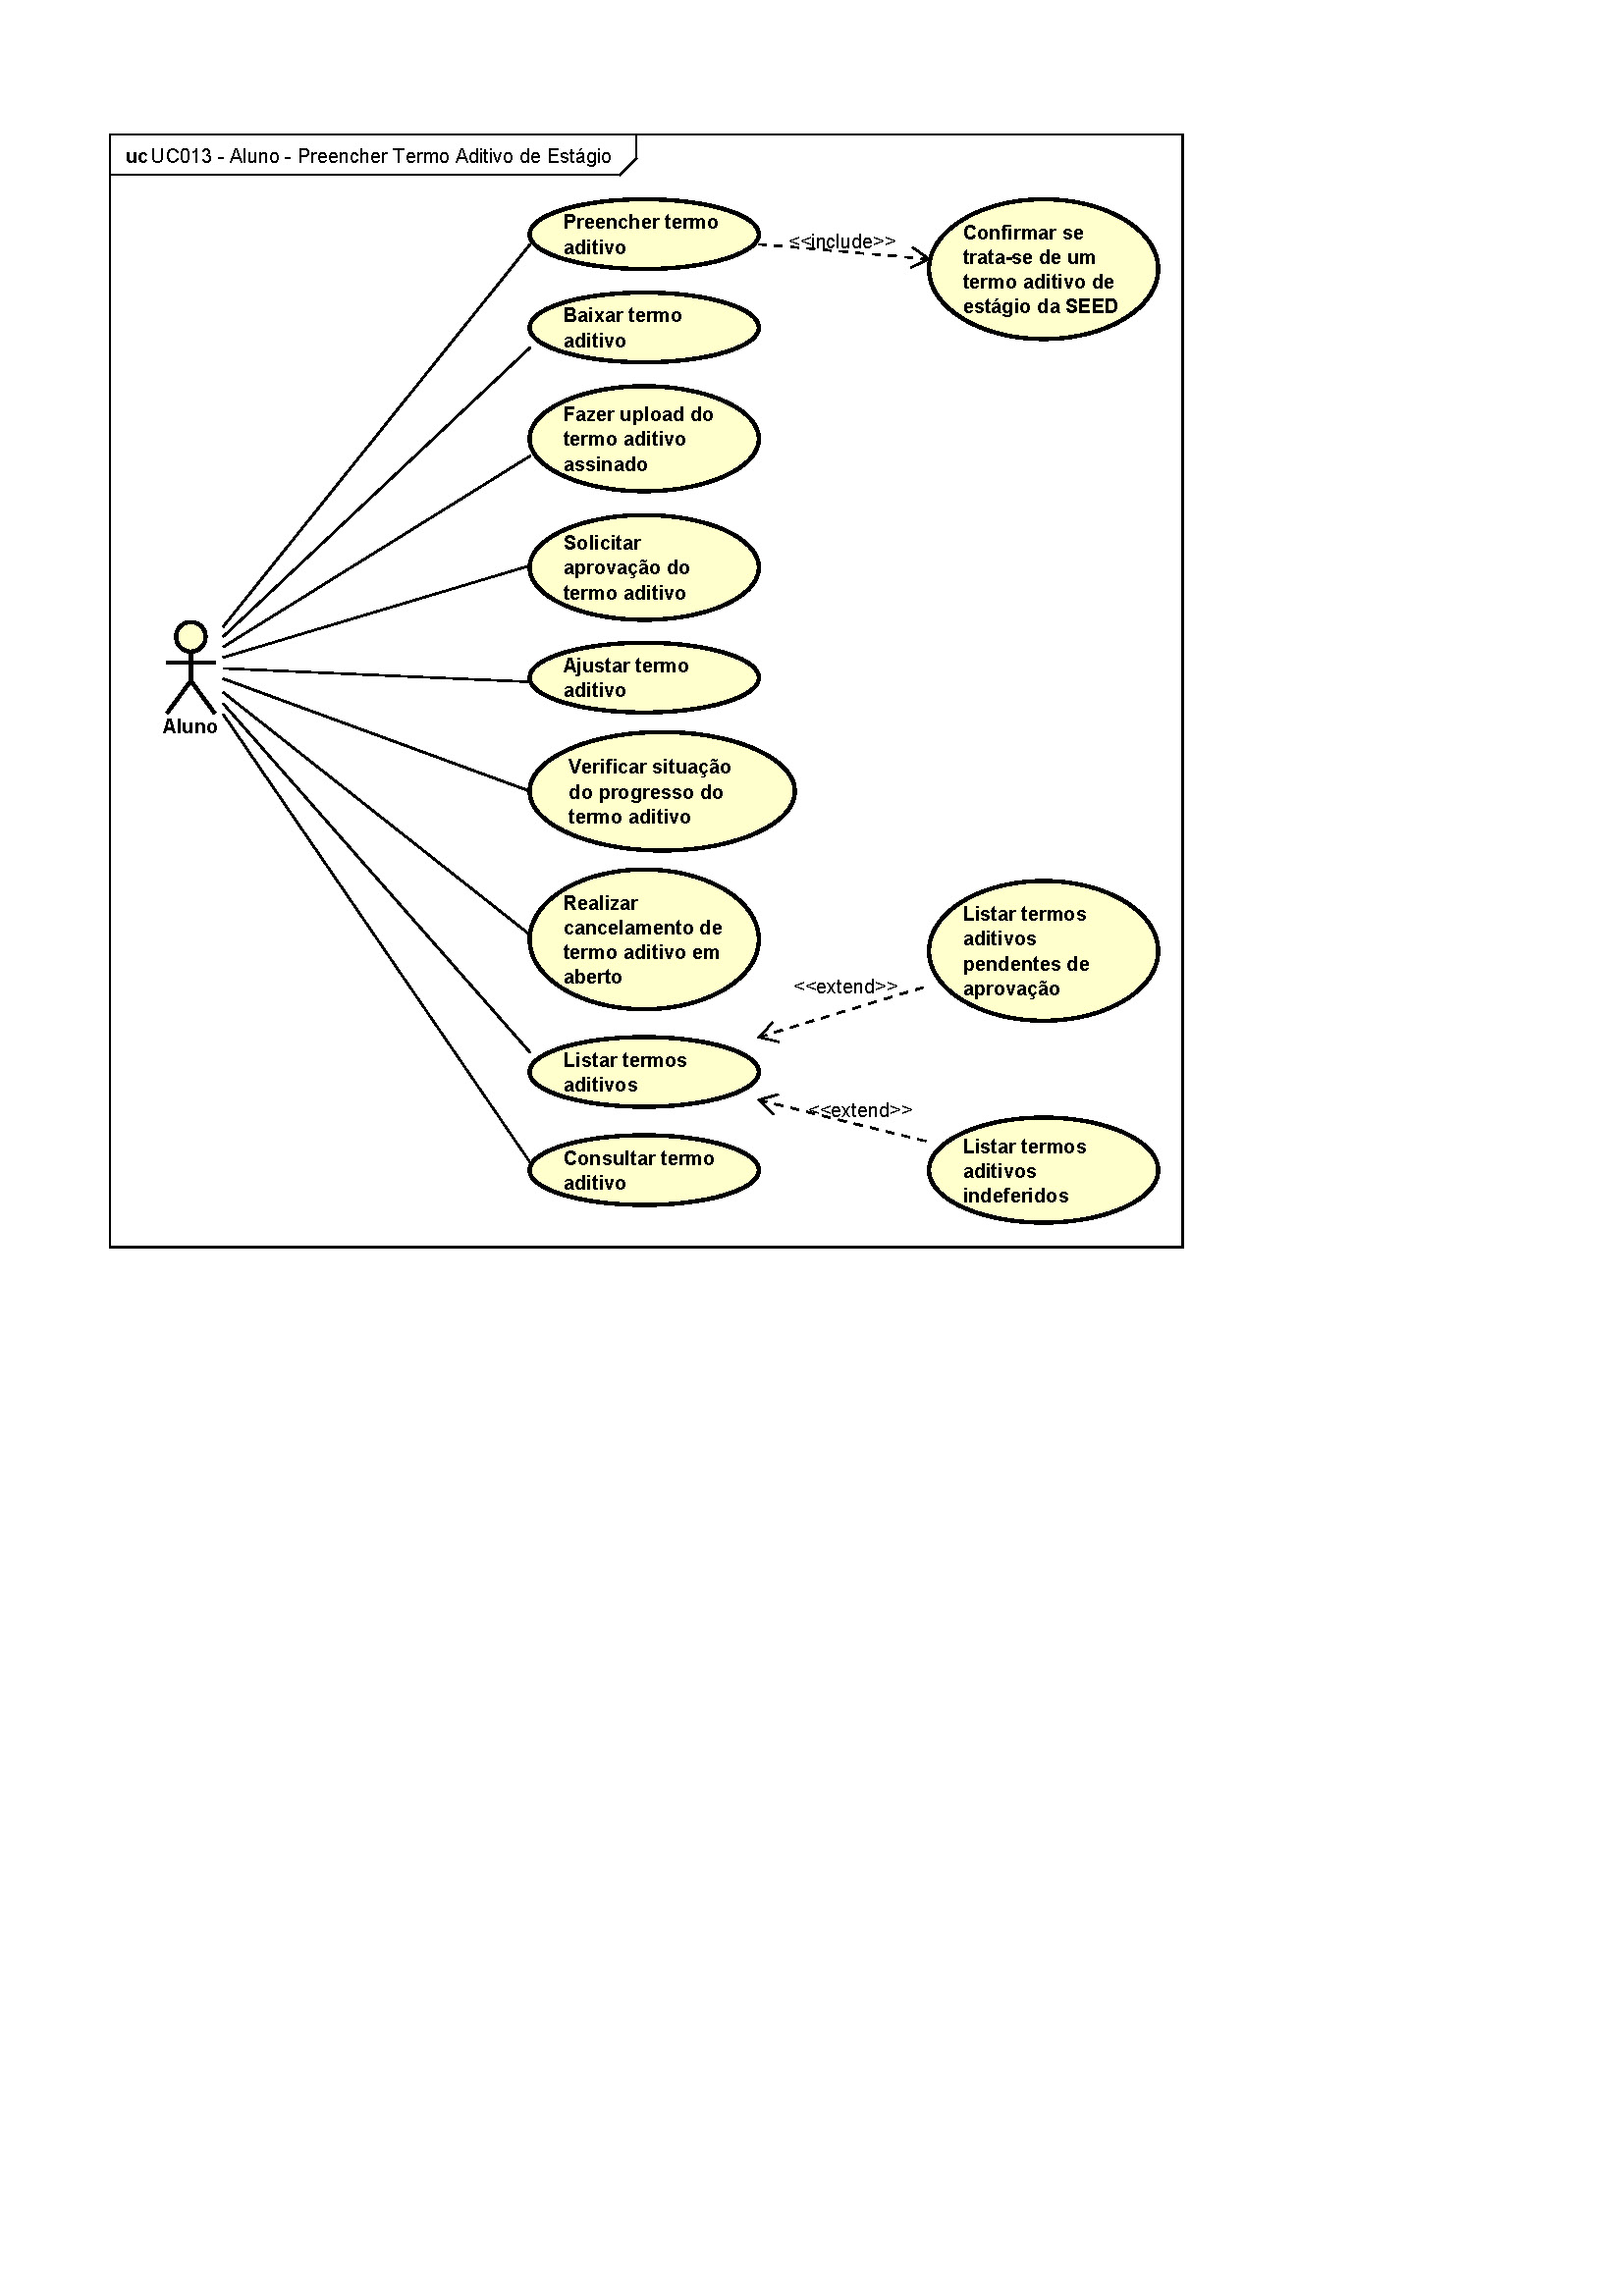 uc UC013 - Aluno - Preencher Termo Aditivo de Estágio
Preencher termo
aditivo
<<include>>
Confirmar se
trata-se de um
termo aditivo de
estágio da SEED
Baixar termo
aditivo
Fazer upload do
termo aditivo
assinado
Solicitar
aprovação do
termo aditivo
Ajustar termo
aditivo
Aluno
Verificar situação
do progresso do
termo aditivo
Realizar
cancelamento de
termo aditivo em
aberto
Listar termos
aditivos
pendentes de
aprovação
<<extend>>
Listar termos
aditivos
<<extend>>
Listar termos
aditivos
indeferidos
Consultar termo
aditivo